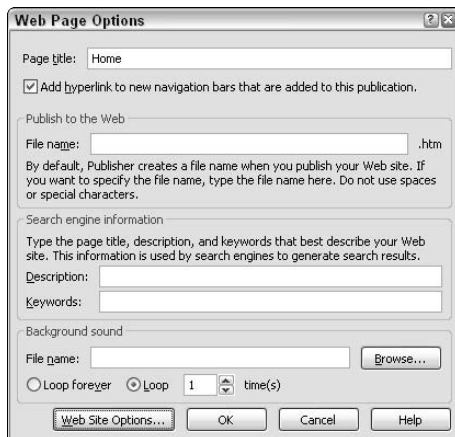 Web Page Options
Page title: Home
Add hyperlink to new navigation bars that are added to this publication.
Publish to the Web
File name: .htm
By default, Publisher creates a file name when you publish your Web site. If
you want to specify the file name, type the file name here. Do not use spaces
or special characters.
Search engine information
Type the page title, description, and keywords that best describe your Web
site. This information is used by search engines to generate search results.
Description:
Keywords:
Background sound
File name: Browse...
Loop forever Loop 1 time(s)
Web Site Options... OK Cancel Help